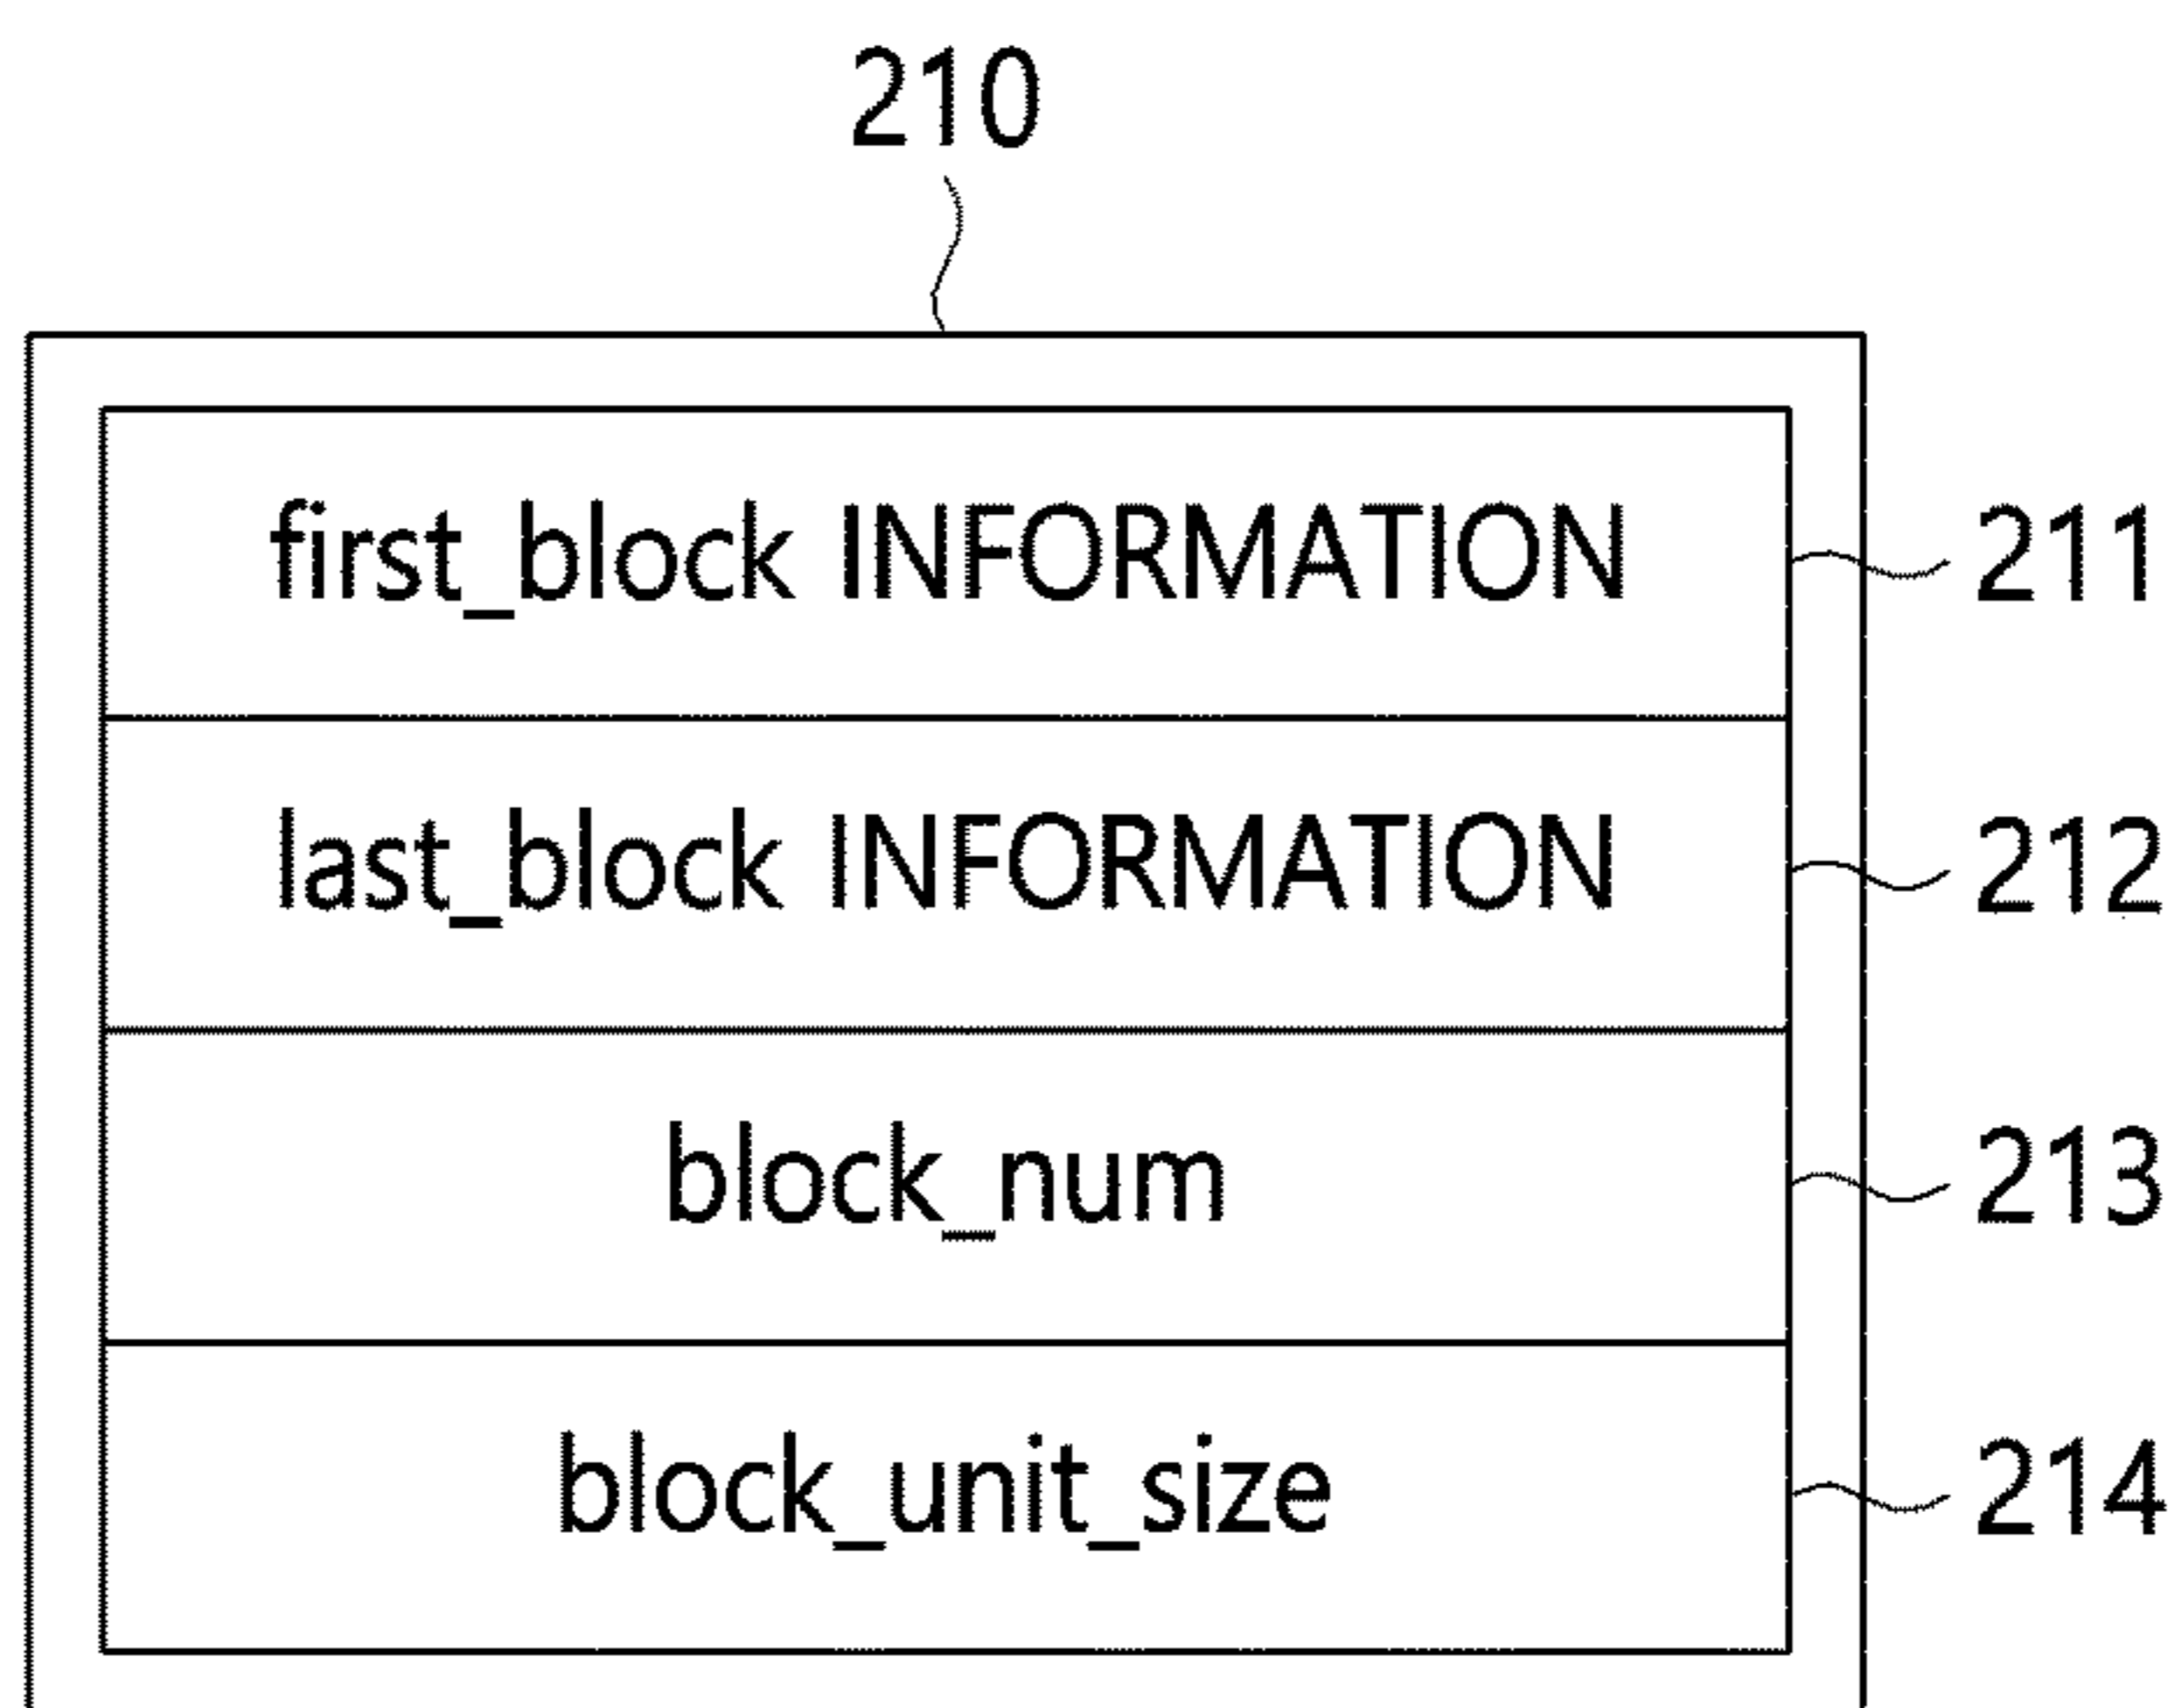 210
first_block INFORMATION 211
last_block INFORMATION 212
block_num 213
block_unit_size 214